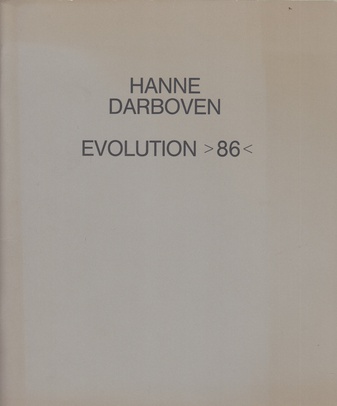 HANNE
DARBOVEN
EVOLUTION >86<